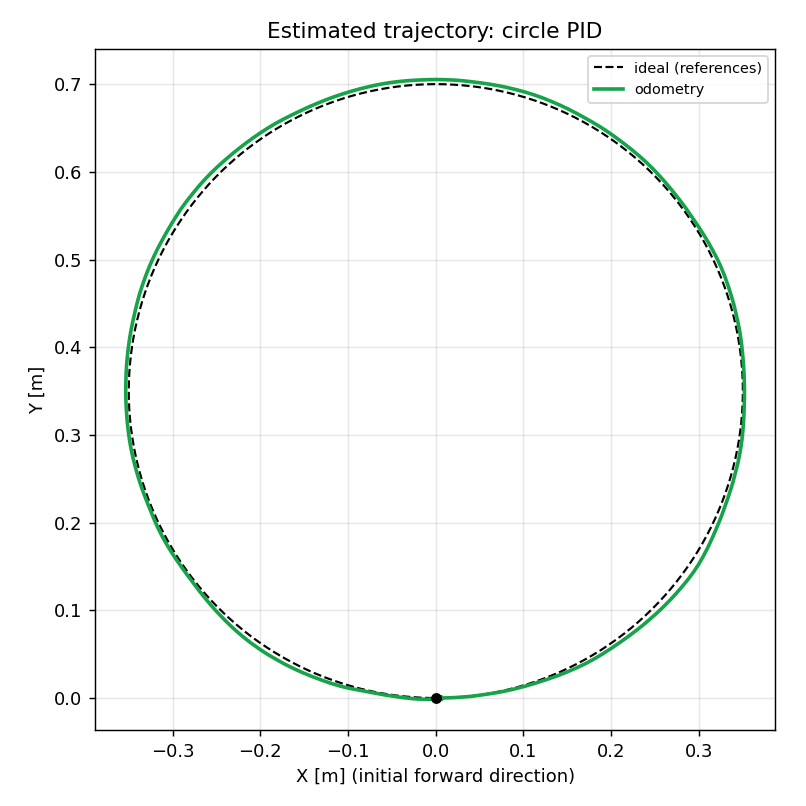 Estimated trajectory: circle PID
ideal (references)
odometry
0.7
0.6
0.5
0.4
0.3
0.2
0.1
0.0
Y [m]
−0.3 −0.2 −0.1 0.0 0.1 0.2 0.3
X [m] (initial forward direction)